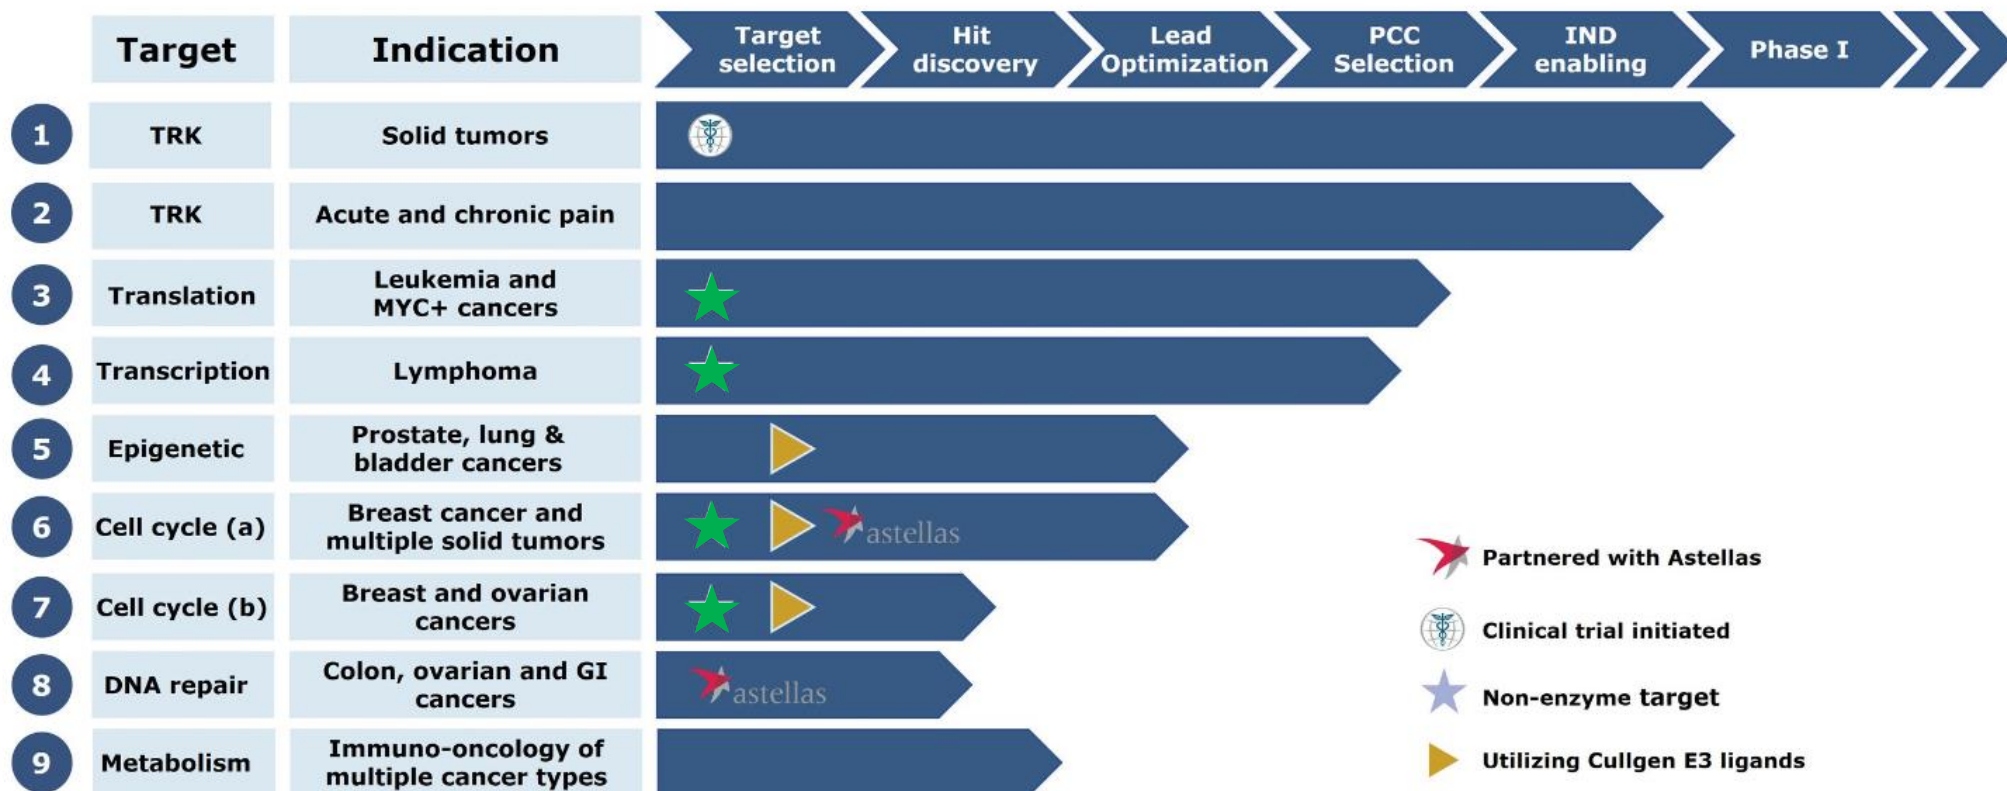 Target
Indication
Target
selection
Hit
discovery
Lead
Optimization
PCC
Selection
IND
enabling
Phase I
1
TRK
Solid tumors
2
TRK
Acute and chronic pain
3
Translation
Leukemia and
MYC+ cancers
4
Transcription
Lymphoma
5
Epigenetic
Prostate, lung &
bladder cancers
6
Cell cycle (a)
Breast cancer and
multiple solid tumors
astellas
7
Cell cycle (b)
Breast and ovarian
cancers
8
DNA repair
Colon, ovarian and GI
cancers
astellas
9
Metabolism
Immuno-oncology of
multiple cancer types
Partnered with Astellas
Clinical trial initiated
Non-enzyme target
Utilizing Cullgen E3 ligands